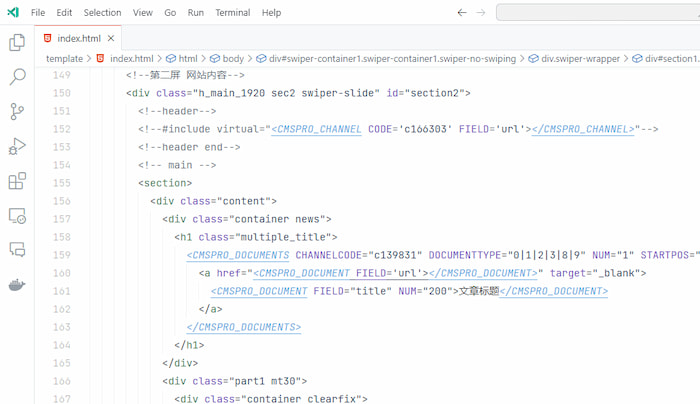 File Edit Selection View Go Run Terminal Help
index.html
template > index.html > html > body > div#swiper-container1.swiper-container1.swiper-no-swiping > div.swiper-wrapper > div#section1.
149 <!--第二屏 网站内容-->
150 <div class="h_main_1920 sec2 swiper-slide" id="section2">
151 <!--header-->
152 <!--#include virtual="<CMSPRO_CHANNEL CODE='c166303' FIELD='url'></CMSPRO_CHANNEL>"-->
153 <!--header end-->
154 <!-- main -->
155 <section>
156 <div class="content">
157 <div class="container news">
158 <h1 class="multiple_title">
159 <CMSPRO_DOCUMENTS CHANNELCODE="c139831" DOCUMENTTYPE="0|1|2|3|8|9" NUM="1" STARTPOS="
160 <a href="<CMSPRO_DOCUMENT FIELD='url'></CMSPRO_DOCUMENT>" target="_blank">
161 <CMSPRO_DOCUMENT FIELD="title" NUM="200">文章标题</CMSPRO_DOCUMENT>
162 </a>
163 </CMSPRO_DOCUMENTS>
164 </h1>
165 </div>
166 <div class="part1 mt30">
167 <div class="container clearfix">